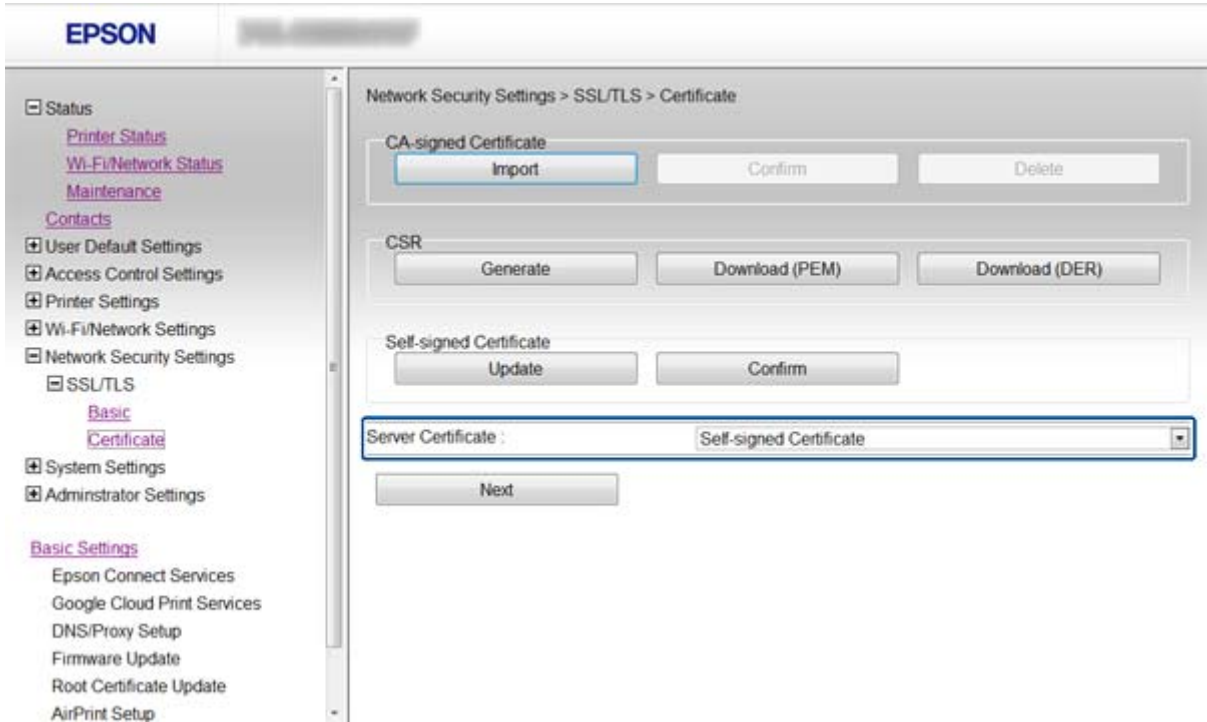 EPSON
Status
Printer Status
Wi-Fi/Network Status
Maintenance
Contacts
User Default Settings
Access Control Settings
Printer Settings
Wi-Fi/Network Settings
Network Security Settings
SSL/TLS
Basic
Certificate
System Settings
Adminstrator Settings
Basic Settings
Epson Connect Services
Google Cloud Print Services
DNS/Proxy Setup
Firmware Update
Root Certificate Update
AirPrint Setup
Network Security Settings > SSL/TLS > Certificate
CA-signed Certificate
Import Confirm Delete
CSR
Generate Download (PEM) Download (DER)
Self-signed Certificate
Update Confirm
Server Certificate : Self-signed Certificate
Next